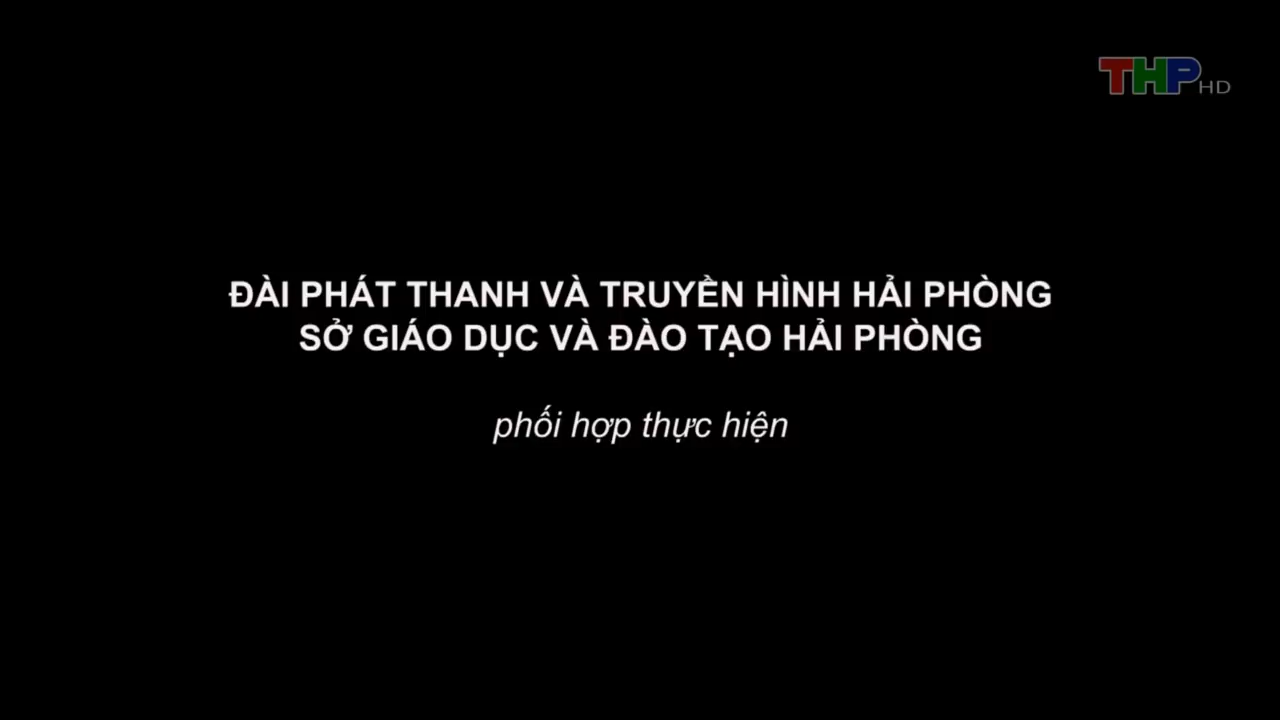 THP HD
ĐÀI PHÁT THANH VÀ TRUYỀN HÌNH HẢI PHÒNG
SỞ GIÁO DỤC VÀ ĐÀO TẠO HẢI PHÒNG
phối hợp thực hiện